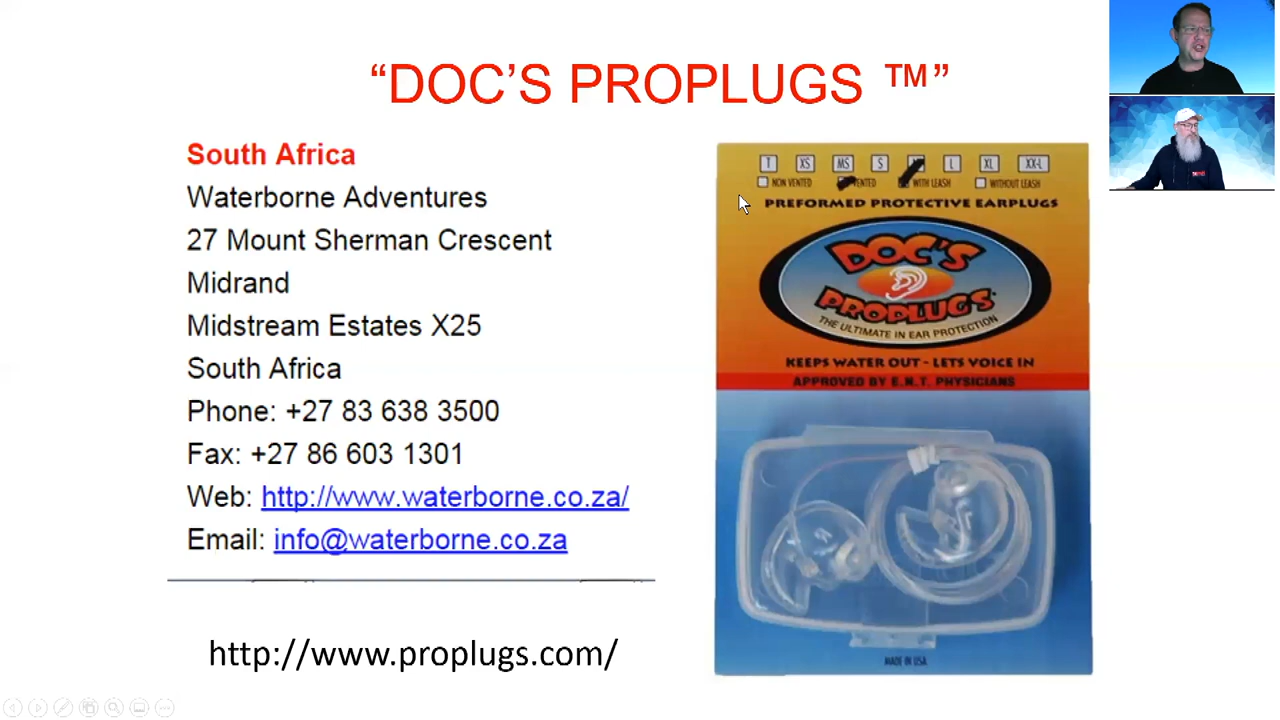 “DOC’S PROPLUGS ™”
South Africa
Waterborne Adventures
27 Mount Sherman Crescent
Midrand
Midstream Estates X25
South Africa
Phone: +27 83 638 3500
Fax: +27 86 603 1301
Web: http://www.waterborne.co.za/
Email: info@waterborne.co.za
http://www.proplugs.com/
T XS MS S L XL XX-L
NON VENTED VENTED WITH LEASH WITHOUT LEASH
PREFORMED PROTECTIVE EARPLUGS
DOC'S
PROPLUGS
THE ULTIMATE IN EAR PROTECTION
KEEPS WATER OUT - LETS VOICE IN
APPROVED BY E.N.T. PHYSICIANS
MADE IN USA